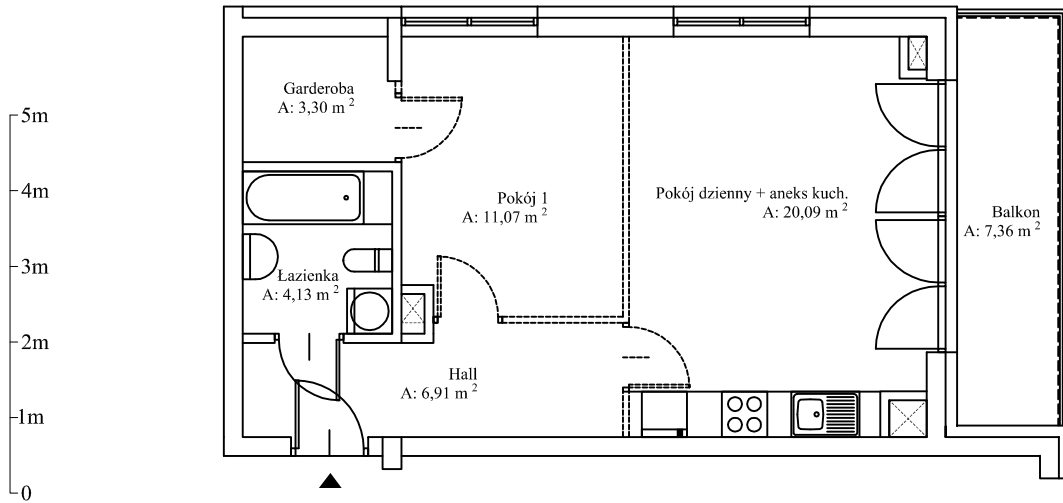 Garderoba
A: 3,30 m 2
Pokój 1
A: 11,07 m 2
Pokój dzienny + aneks kuch.
A: 20,09 m 2
Balkon
A: 7,36 m 2
Łazienka
A: 4,13 m 2
Hall
A: 6,91 m 2
5m
4m
3m
2m
1m
0